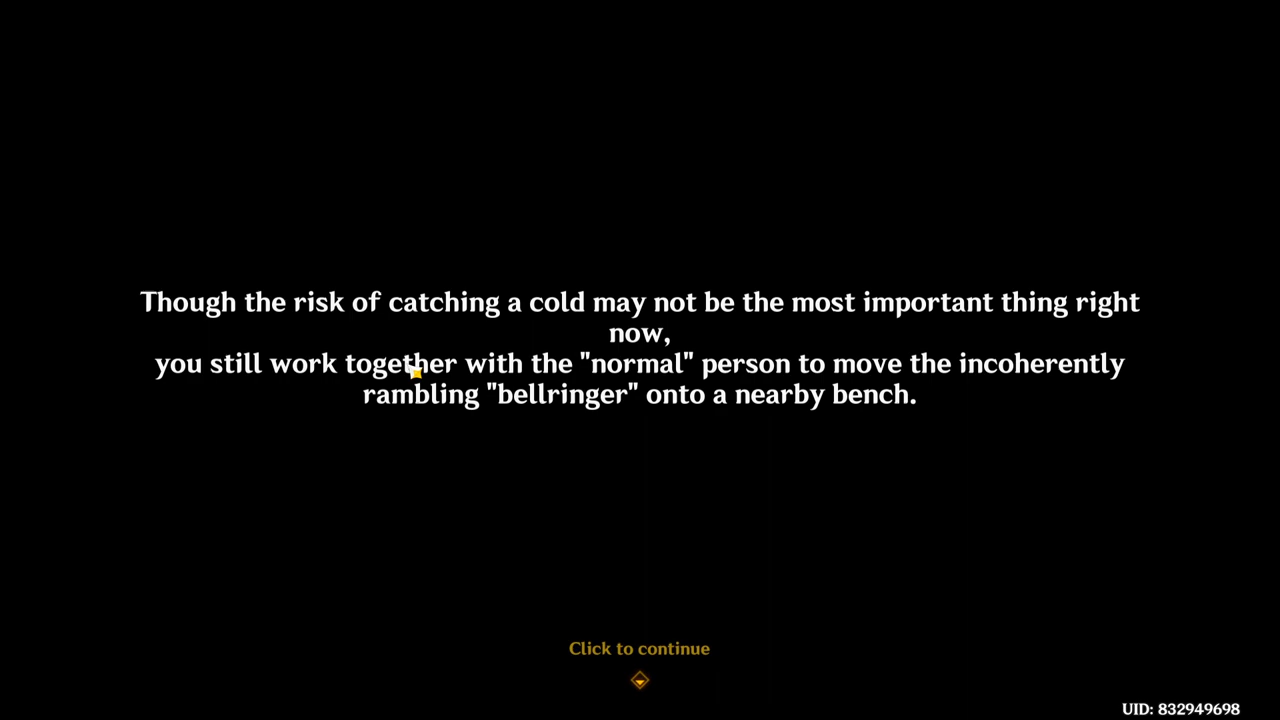 Though the risk of catching a cold may not be the most important thing right
now,
you still work together with the "normal" person to move the incoherently
rambling "bellringer" onto a nearby bench.
Click to continue
UID: 832949698